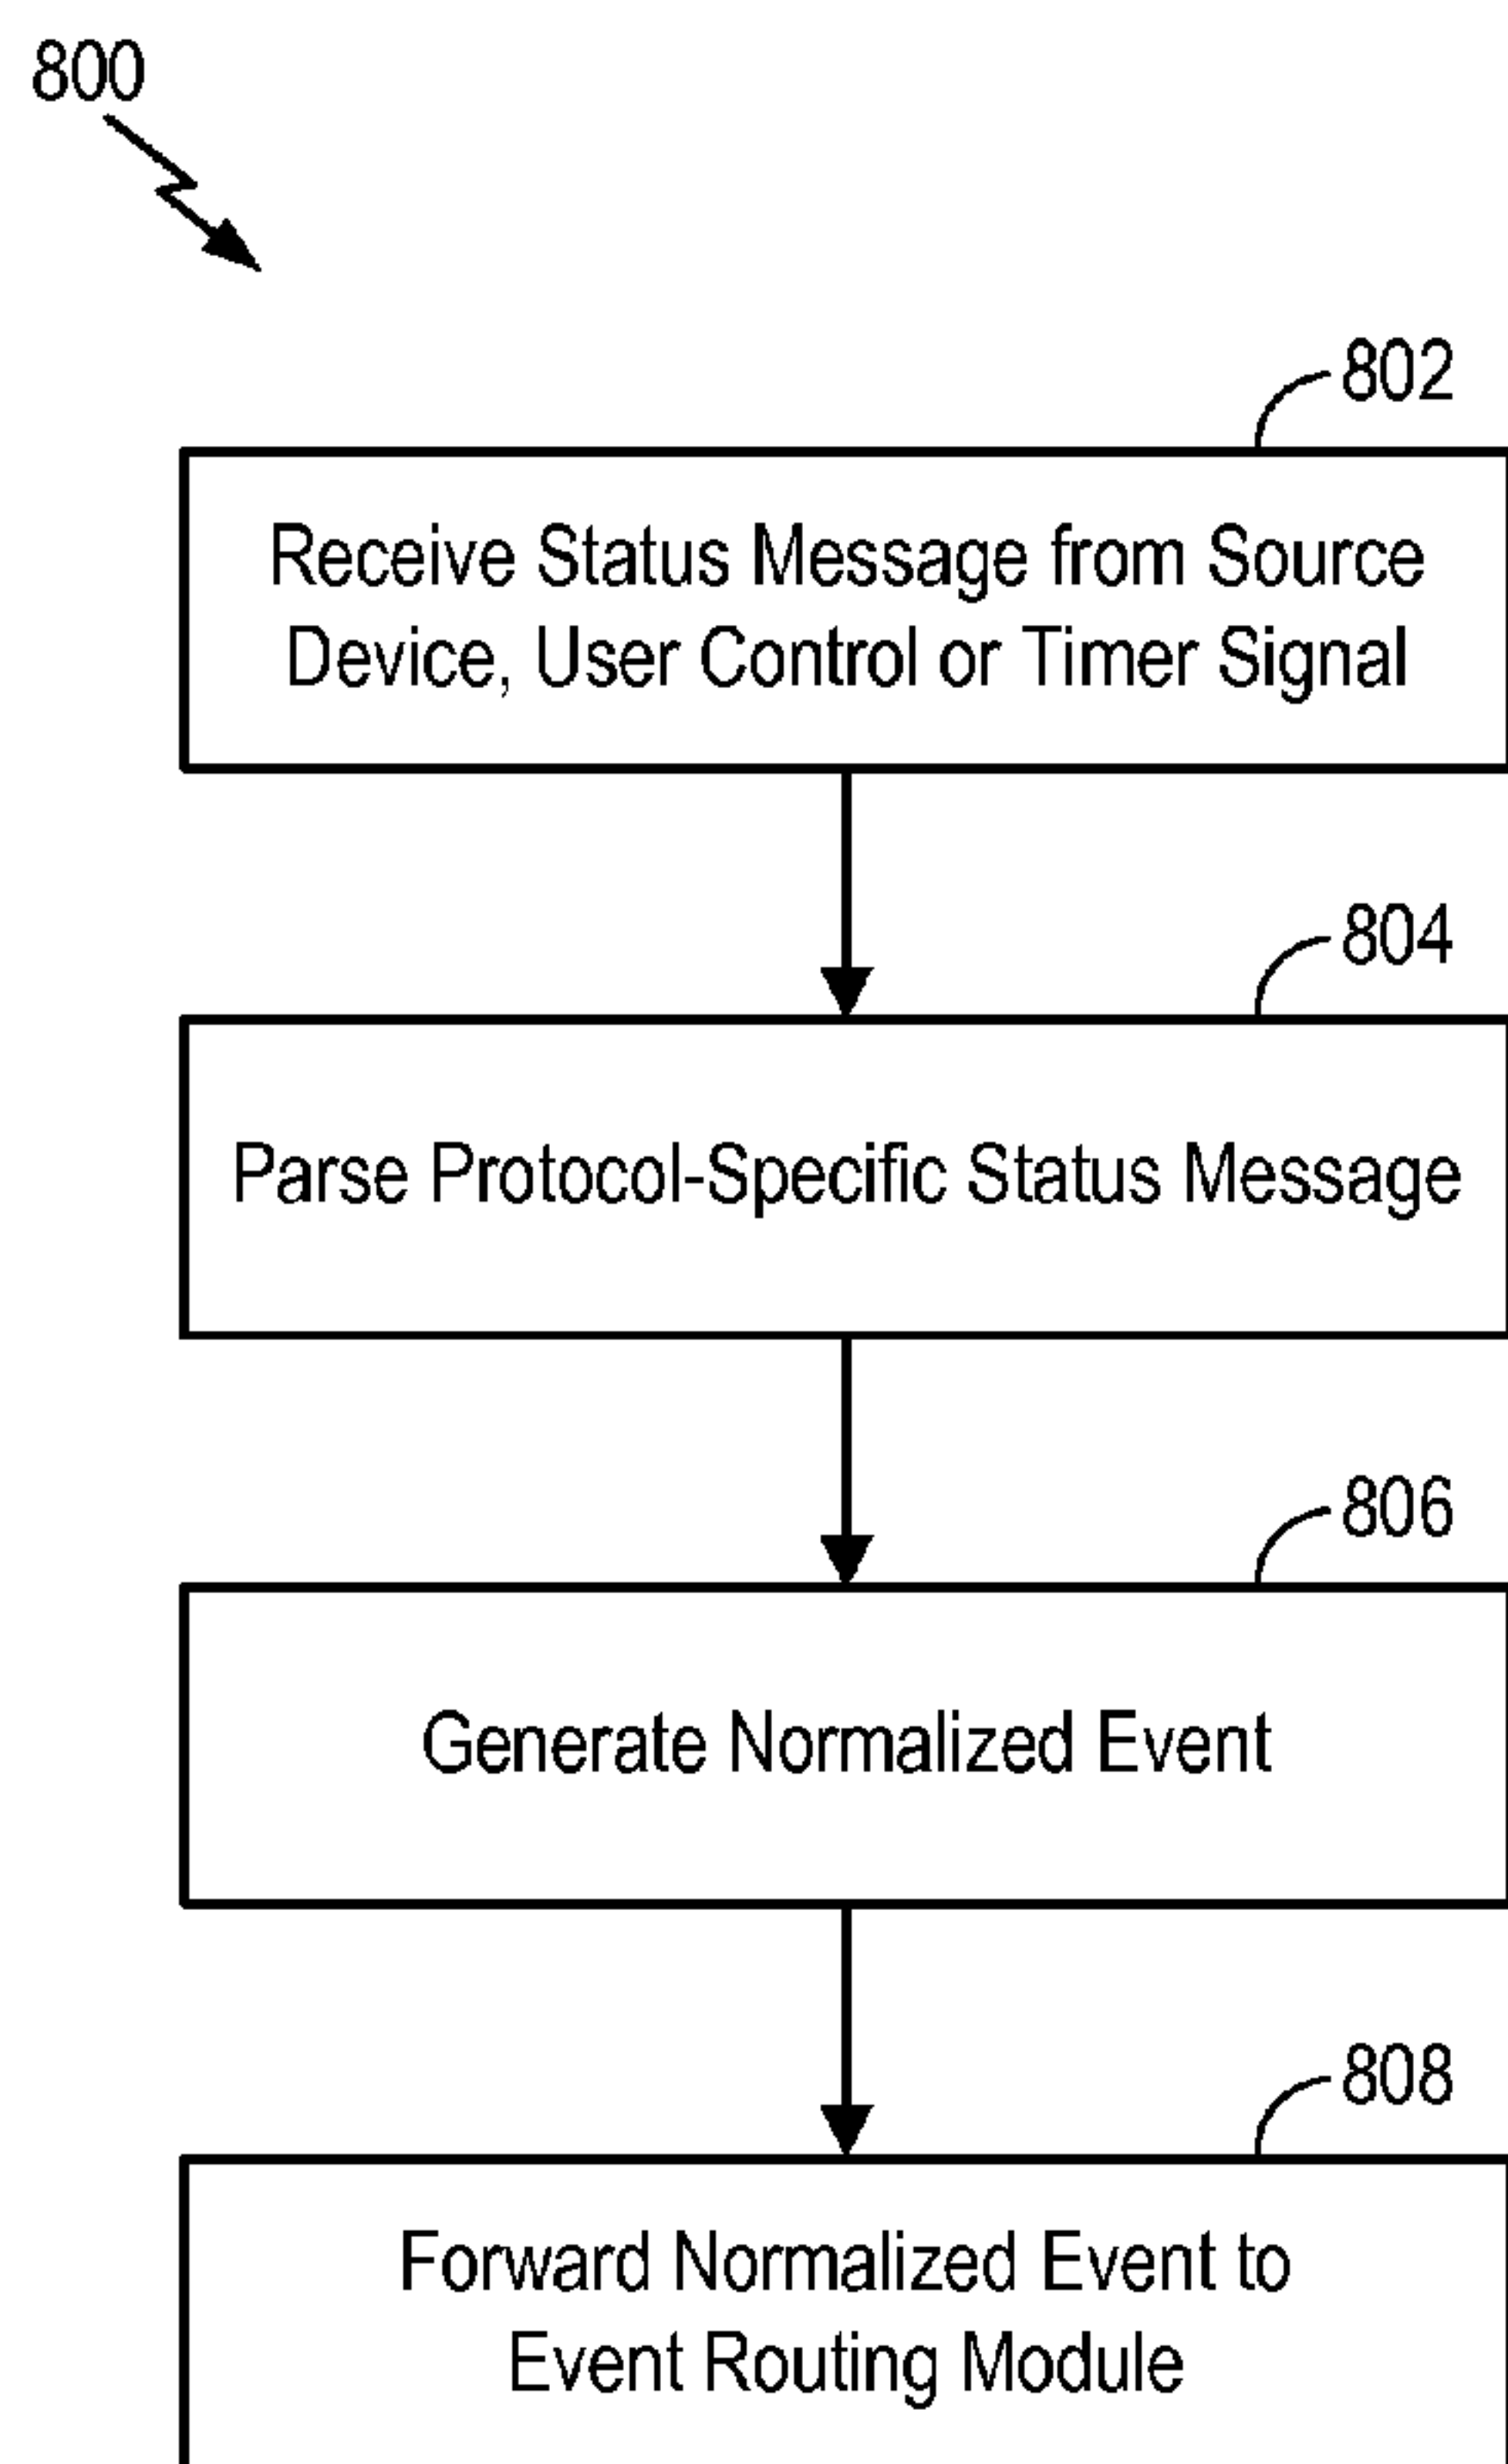 800
802
Receive Status Message from Source
Device, User Control or Timer Signal
804
Parse Protocol-Specific Status Message
806
Generate Normalized Event
808
Forward Normalized Event to
Event Routing Module